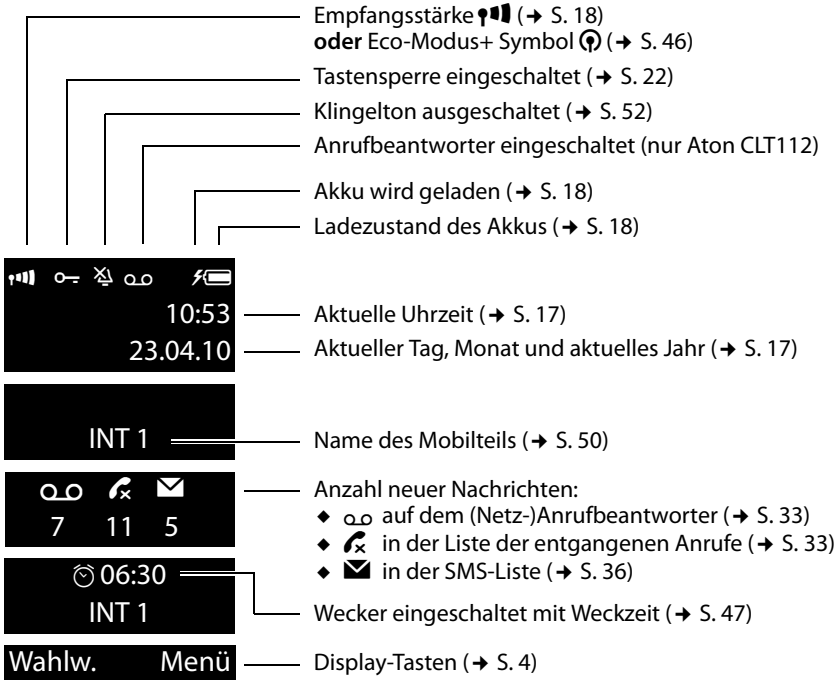 Empfangsstärke (➔ S. 18)
oder Eco-Modus+ Symbol (➔ S. 46)
Tastensperre eingeschaltet (➔ S. 22)
Klingelton ausgeschaltet (➔ S. 52)
Anrufbeantworter eingeschaltet (nur Aton CLT112)
Akku wird geladen (➔ S. 18)
Ladezustand des Akkus (➔ S. 18)
10:53
Aktuelle Uhrzeit (➔ S. 17)
23.04.10
Aktueller Tag, Monat und aktuelles Jahr (➔ S. 17)
INT 1
Name des Mobilteils (➔ S. 50)
Anzahl neuer Nachrichten:
7 11 5
◆ auf dem (Netz-)Anrufbeantworter (➔ S. 33)
◆ in der Liste der entgangenen Anrufe (➔ S. 33)
◆ in der SMS-Liste (➔ S. 36)
06:30
INT 1
Wecker eingeschaltet mit Weckzeit (➔ S. 47)
Wahlw. Menü
Display-Tasten (➔ S. 4)